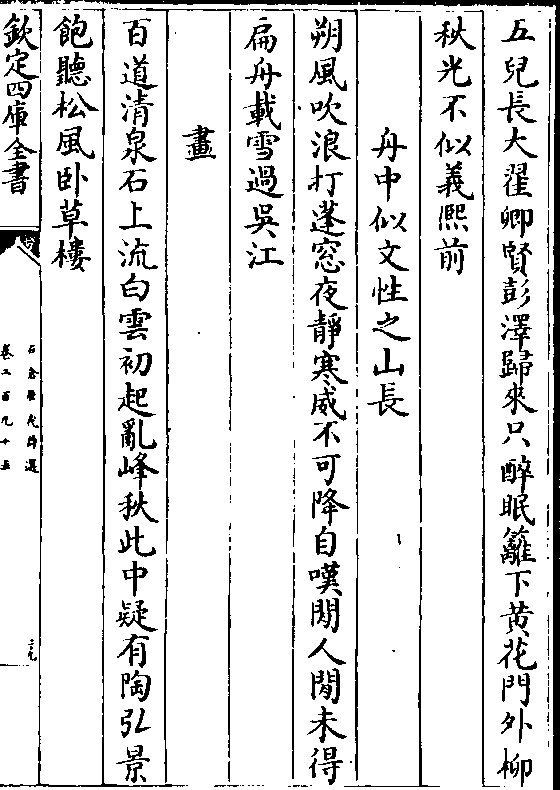 五兒長大翟卿賢彭澤歸來只醉眠籬下黄花門外柳
秋光不似義熙前
舟中似文性之山長
朔風吹浪打蓬窓夜靜寒威不可降自嘆閒人閒未得
扁舟載雪過吳江
畫
百道清泉石上流白雲初起亂峰秋此中疑有陶弘景
飽聽松風卧草樓
欽定四庫全書
石倉歴代詩選
卷二百九十五